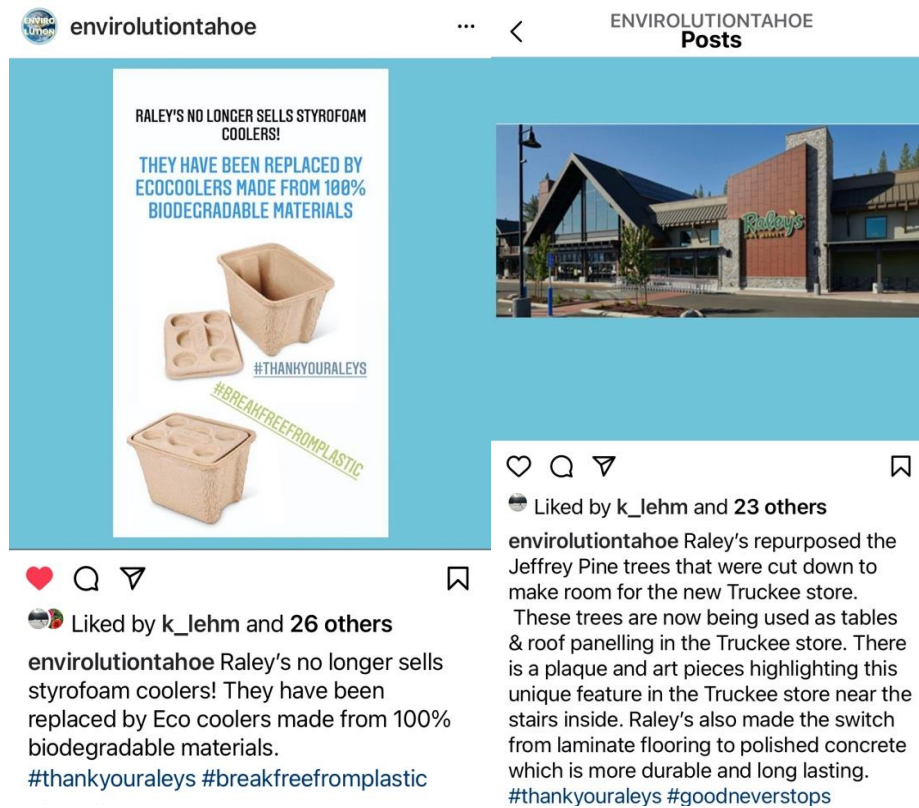 ENVIRO
LUTION
envirolutiontahoe
RALEY'S NO LONGER SELLS STYROFOAM
COOLERS!
THEY HAVE BEEN REPLACED BY
ECOCOOLERS MADE FROM 100%
BIODEGRADABLE MATERIALS
#THANKYOURALEYS
#BREAKFREEFROMPLASTIC
Liked by k_lehm and 26 others
envirolutiontahoe Raley's no longer sells
styrofoam coolers! They have been
replaced by Eco coolers made from 100%
biodegradable materials.
#thankyouraleys #breakfreefromplastic
ENVIROLUTIONTAHOE
Posts
Raley's
Liked by k_lehm and 23 others
envirolutiontahoe Raley's repurposed the
Jeffrey Pine trees that were cut down to
make room for the new Truckee store.
These trees are now being used as tables
& roof panelling in the Truckee store. There
is a plaque and art pieces highlighting this
unique feature in the Truckee store near the
stairs inside. Raley's also made the switch
from laminate flooring to polished concrete
which is more durable and long lasting.
#thankyouraleys #goodneverstops